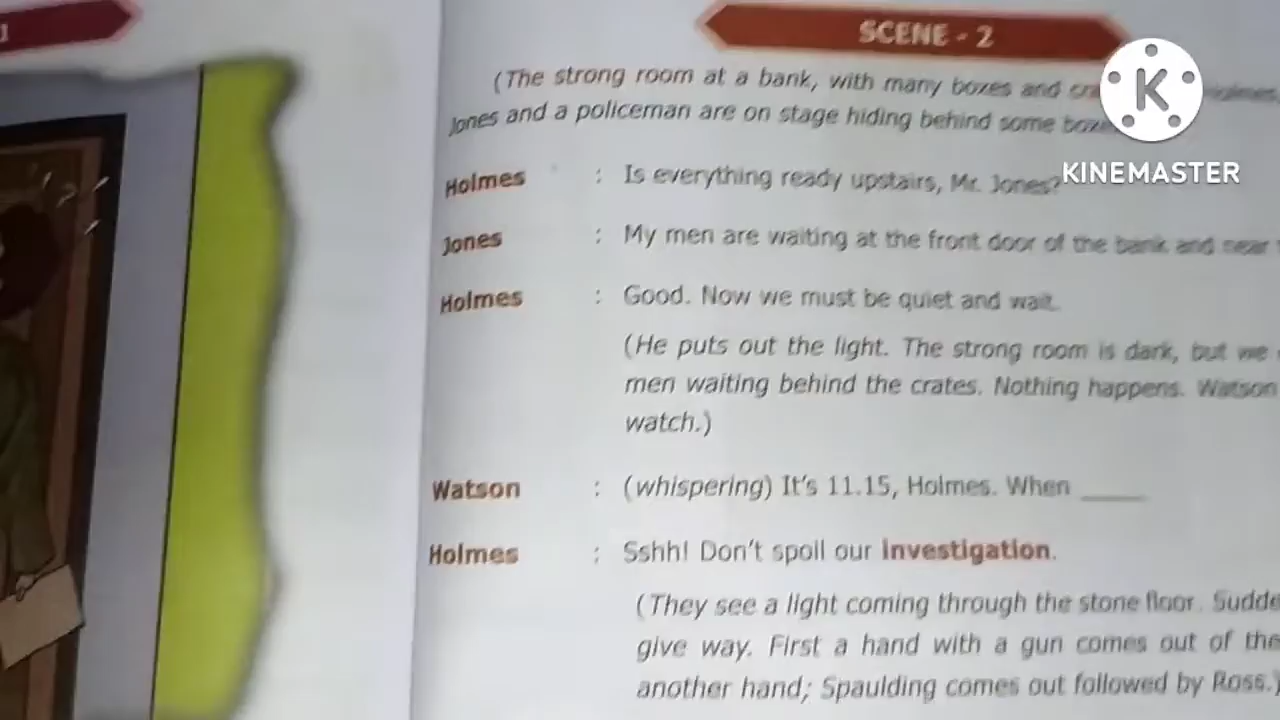 SCENE - 2
(The strong room at a bank, with many boxes and
Jones and a policeman are on stage hiding behind some
K
KINEMASTER
Holmes : Is everything ready upstairs, Mr. Jones?
Jones : My men are waiting at the front door of the bank and near
Holmes : Good. Now we must be quiet and wait.
(He puts out the light. The strong room is dark, but we
men waiting behind the crates. Nothing happens. Watson
watch.)
Watson : (whispering) It's 11.15, Holmes. When ____
Holmes : Sshh! Don't spoil our investigation.
(They see a light coming through the stone floor. Sudde
give way. First a hand with a gun comes out of the
another hand; Spaulding comes out followed by Ross.)